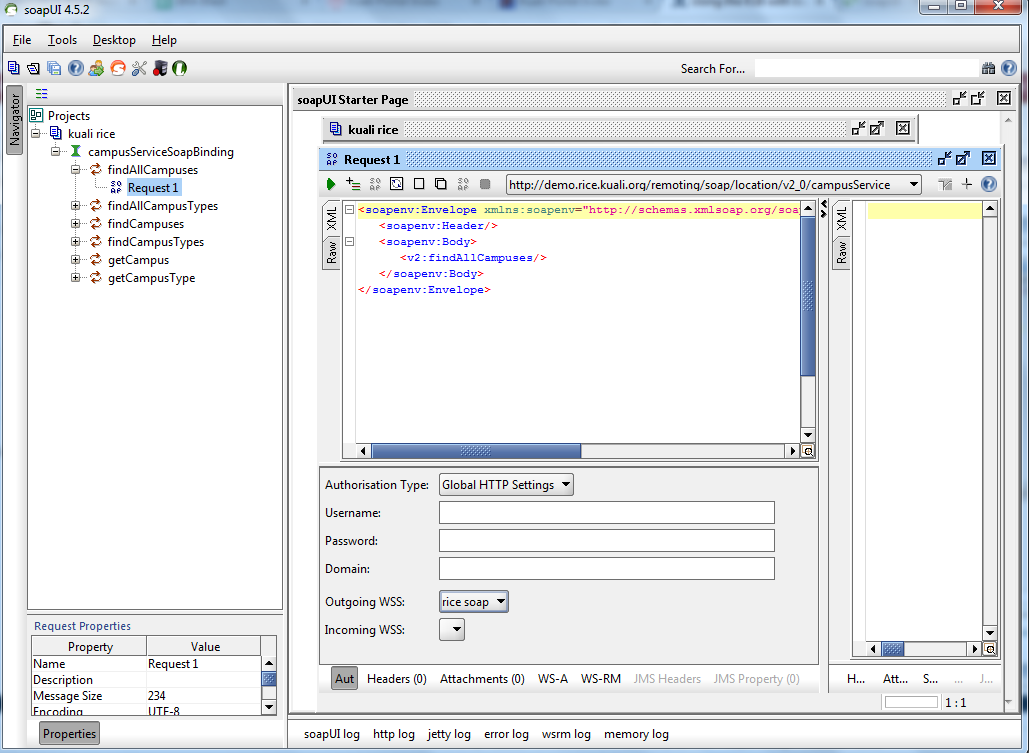 soapUI 4.5.2
File Tools Desktop Help
Search For...
Navigator
Projects
kuali rice
campusServiceSoapBinding
findAllCampuses
Request 1
findAllCampusTypes
findCampuses
findCampusTypes
getCampus
getCampusType
Request Properties
Property Value
Name Request 1
Description
Message Size 234
Encoding UTF-8
Properties
soapUI Starter Page
kuali rice
Request 1
http://demo.rice.kuali.org/remoting/soap/location/v2_0/campusService
XML
Raw
<soapenv:Envelope xmlns:soapenv="http://schemas.xmlsoap.org/soa
<soapenv:Header/>
<soapenv:Body>
<v2:findAllCampuses/>
</soapenv:Body>
</soapenv:Envelope>
XML
Raw
Authorisation Type: Global HTTP Settings
Username:
Password:
Domain:
Outgoing WSS: rice soap
Incoming WSS:
Aut Headers (0) Attachments (0) WS-A WS-RM JMS Headers JMS Property (0)
H... Att... S... ... J...
1 : 1
soapUI log http log jetty log error log wsrm log memory log